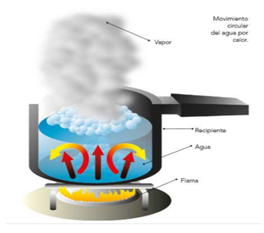 Movimiento
circular
del agua por
calor.
Vapor
Recipiente
Agua
Flama